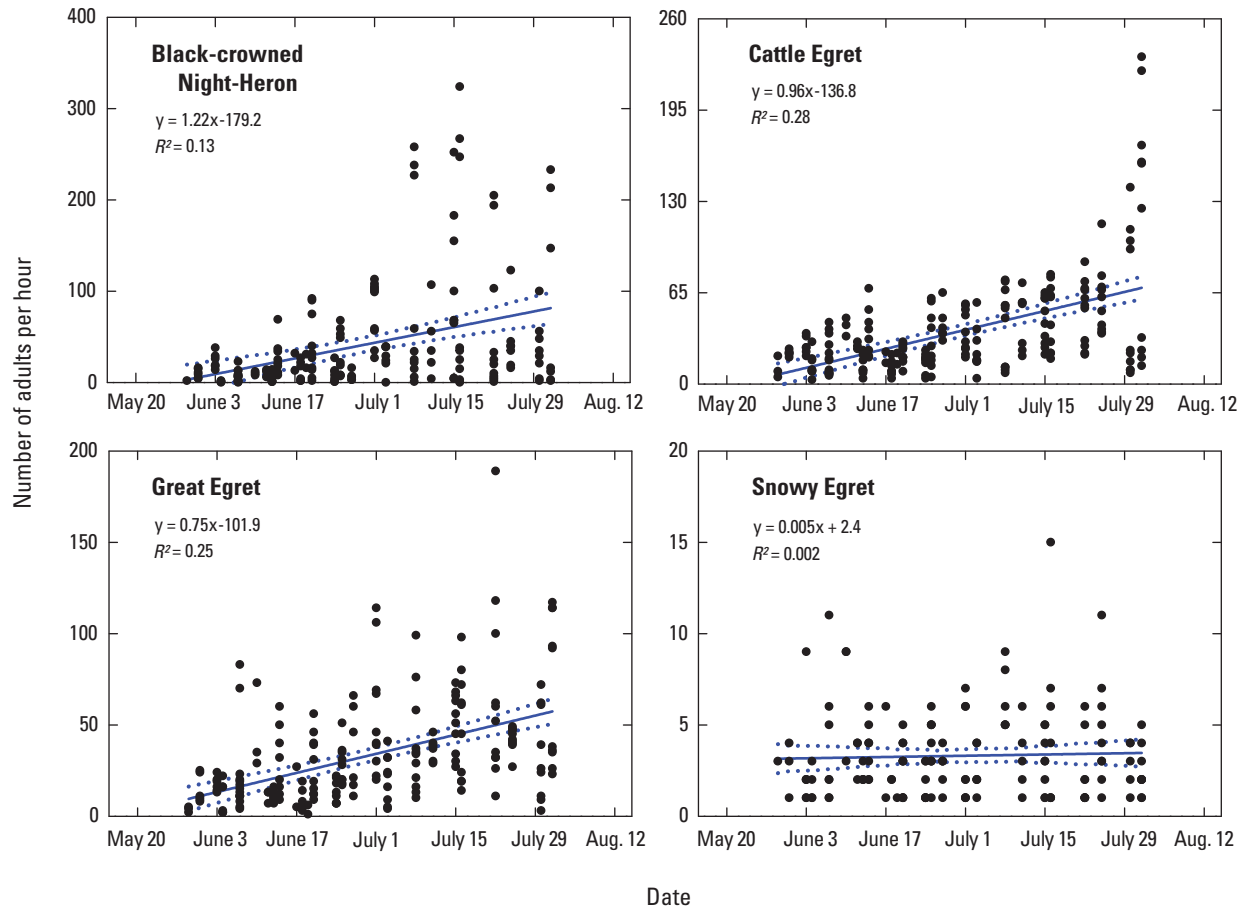 Number of adults per hour
400
300
200
100
0
Black-crowned
Night-Heron
y = 1.22x-179.2
R² = 0.13
May 20 June 3 June 17 July 1 July 15 July 29 Aug. 12
260
195
130
65
0
Cattle Egret
y = 0.96x-136.8
R² = 0.28
May 20 June 3 June 17 July 1 July 15 July 29 Aug. 12
200
150
100
50
0
Great Egret
y = 0.75x-101.9
R² = 0.25
May 20 June 3 June 17 July 1 July 15 July 29 Aug. 12
20
15
10
5
0
Snowy Egret
y = 0.005x + 2.4
R² = 0.002
May 20 June 3 June 17 July 1 July 15 July 29 Aug. 12
Date